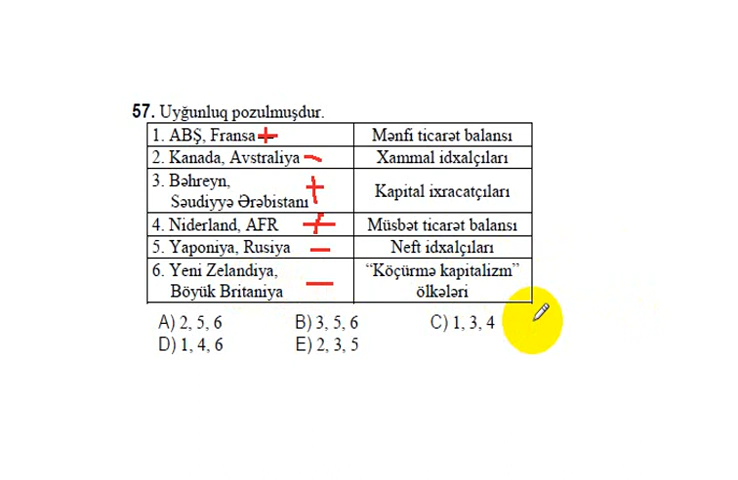 57. Uyğunluq pozulmuşdur.
1. ABŞ, Fransa Mənfi ticarət balansı
2. Kanada, Avstraliya Xammal idxalçıları
3. Bəhreyn,
Səudiyyə Ərəbistanı Kapital ixracatçıları
4. Niderland, AFR Müsbət ticarət balansı
5. Yaponiya, Rusiya Neft idxalçıları
6. Yeni Zelandiya, “Köçürmə kapitalizm”
Böyük Britaniya ölkələri
A) 2, 5, 6 B) 3, 5, 6 C) 1, 3, 4
D) 1, 4, 6 E) 2, 3, 5